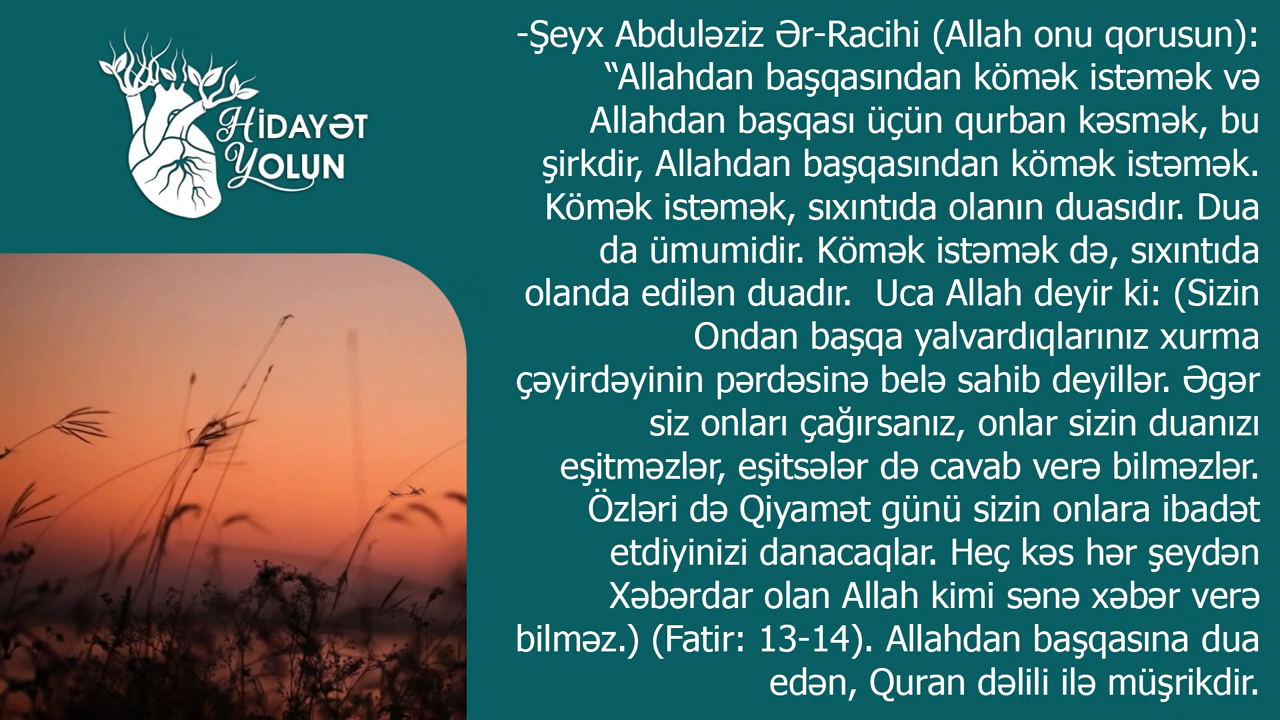 HİDAYƏT
YOLUN
-Şeyx Abduləziz Ər-Racihi (Allah onu qorusun):
“Allahdan başqasından kömək istəmək və
Allahdan başqası üçün qurban kəsmək, bu
şirkdir, Allahdan başqasından kömək istəmək.
Kömək istəmək, sıxıntıda olanın duasıdır. Dua
da ümumidir. Kömək istəmək də, sıxıntıda
olanda edilən duadır.  Uca Allah deyir ki: (Sizin
Ondan başqa yalvardıqlarınız xurma
çəyirdəyinin pərdəsinə belə sahib deyillər. Əgər
siz onları çağırsanız, onlar sizin duanızı
eşitməzlər, eşitsələr də cavab verə bilməzlər.
Özləri də Qiyamət günü sizin onlara ibadət
etdiyinizi danacaqlar. Heç kəs hər şeydən
Xəbərdar olan Allah kimi sənə xəbər verə
bilməz.) (Fatir: 13-14). Allahdan başqasına dua
edən, Quran dəlili ilə müşrikdir.